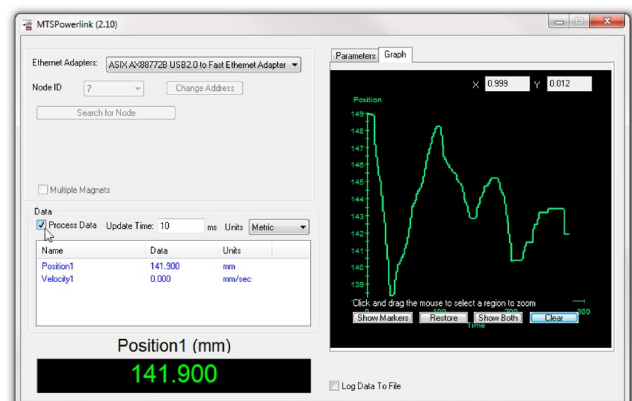 MTSPowerlink (2.10)
Ethernet Adapters: ASIX AX88772B USB2.0 to Fast Ethernet Adapter
Node ID 7 Change Address
Search for Node
Multiple Magnets
Data
Process Data Update Time: 10 ms Units Metric
Name Data Units
Position1 141.900 mm
Velocity1 0.000 mm/sec
Position1 (mm)
141.900
Parameters Graph
X 0.999 Y 0.012
Position
149
148
147
146
145
144
143
142
141
140
139
Click and drag the mouse to select a region to zoom
Show Markers Restore Show Both Clear
Time
Log Data To File